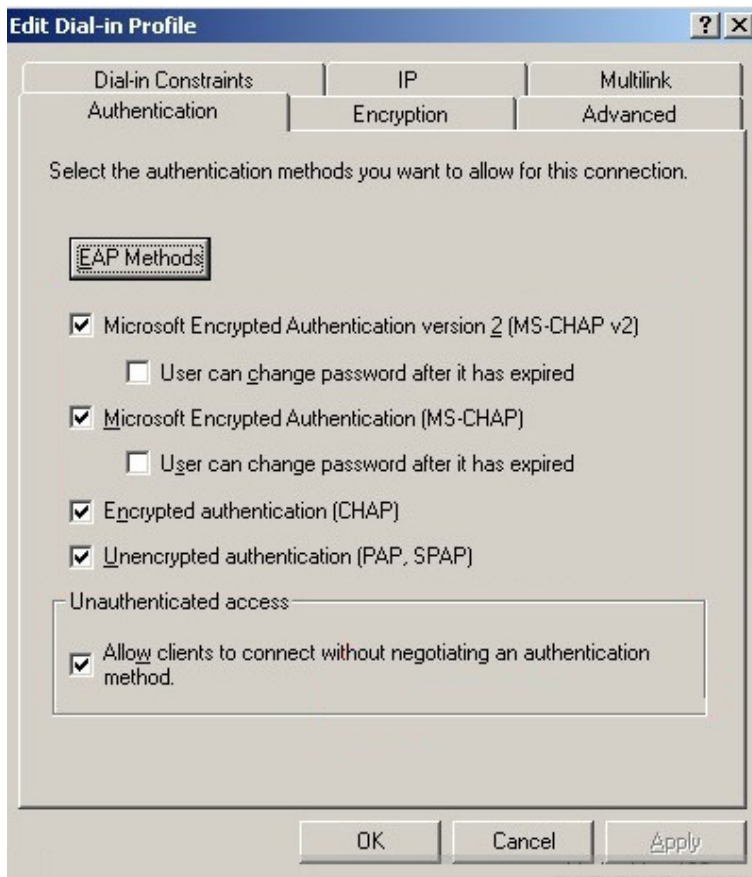 Edit Dial-in Profile
Dial-in Constraints
IP
Multilink
Authentication
Encryption
Advanced
Select the authentication methods you want to allow for this connection.
EAP Methods
Microsoft Encrypted Authentication version 2 (MS-CHAP v2)
User can change password after it has expired
Microsoft Encrypted Authentication (MS-CHAP)
User can change password after it has expired
Encrypted authentication (CHAP)
Unencrypted authentication (PAP, SPAP)
Unauthenticated access
Allow clients to connect without negotiating an authentication
method.
OK
Cancel
Apply